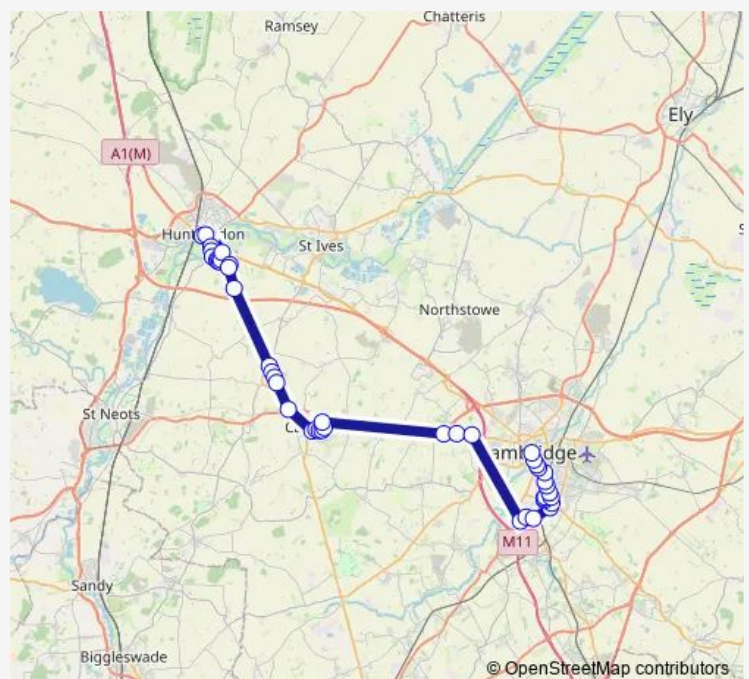 Chatteris
Ramsey
Ely
A1(M)
St Ives
Northstowe
St Neots
M11
Sandy
Biggleswade
© OpenStreetMap contributors